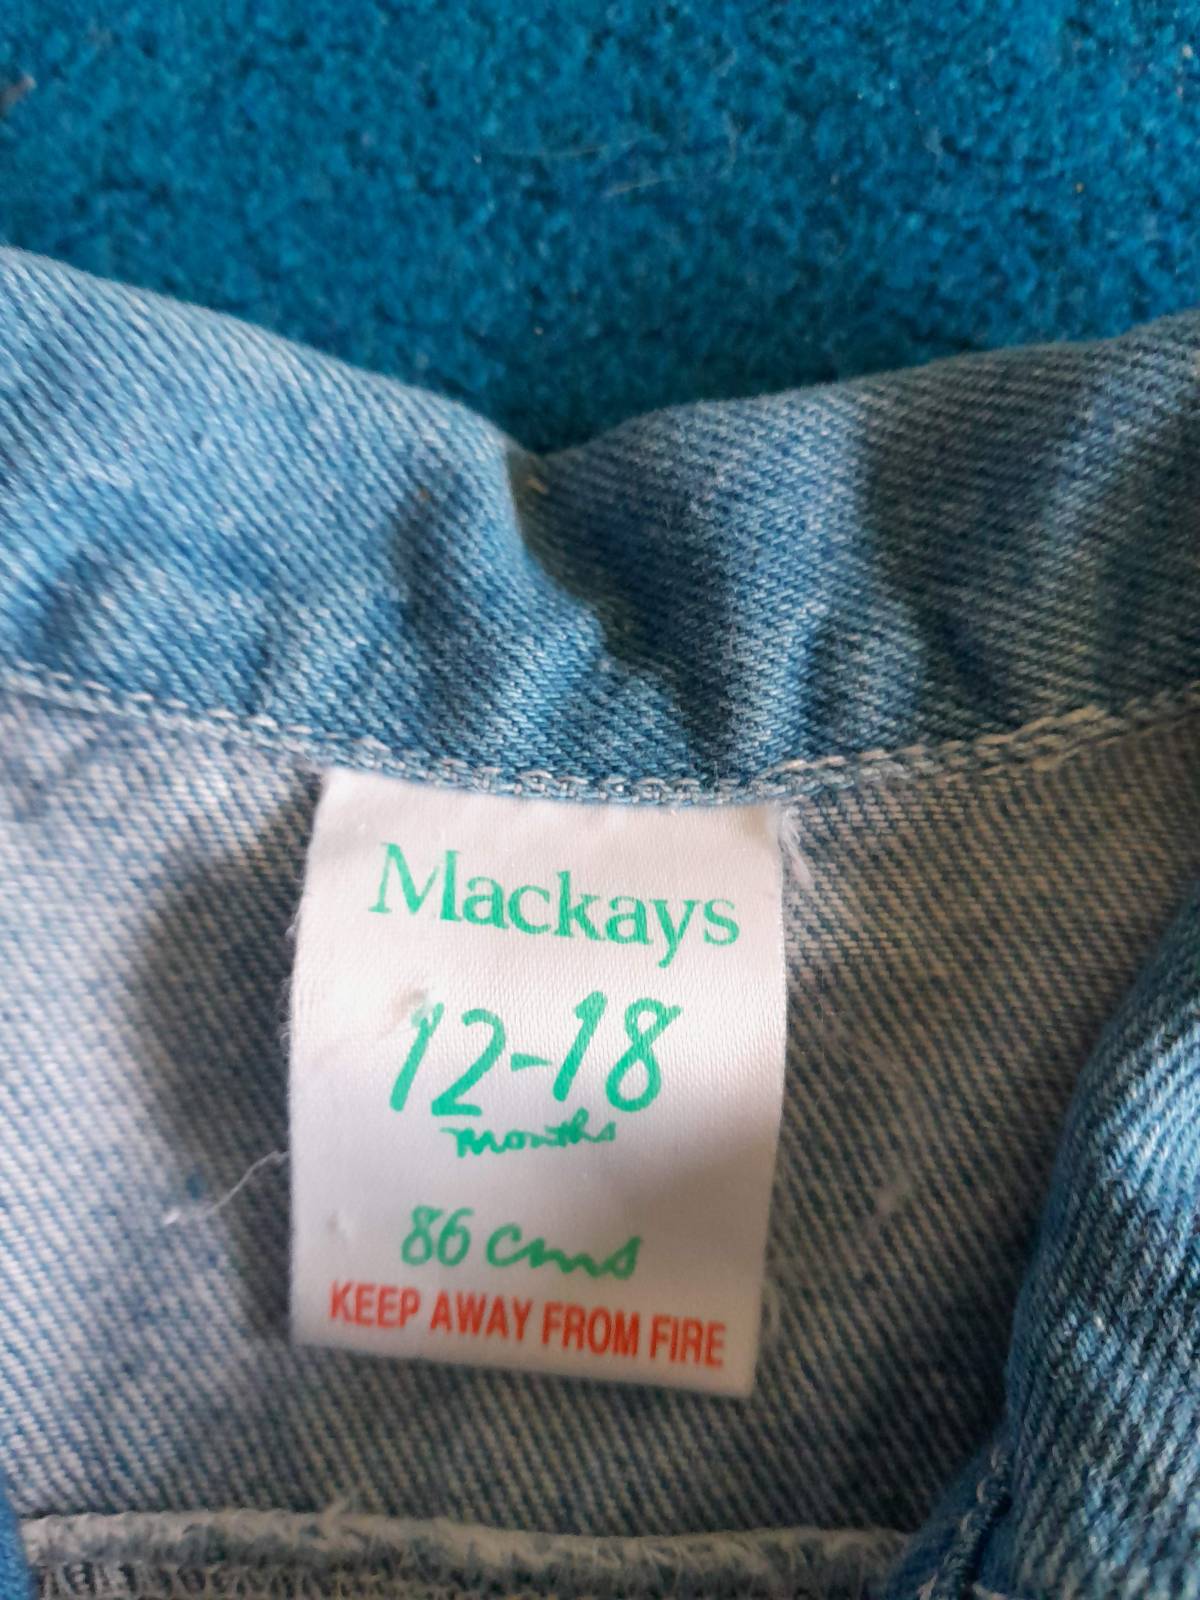 Mackays
12-18
months
86 cms
KEEP AWAY FROM FIRE